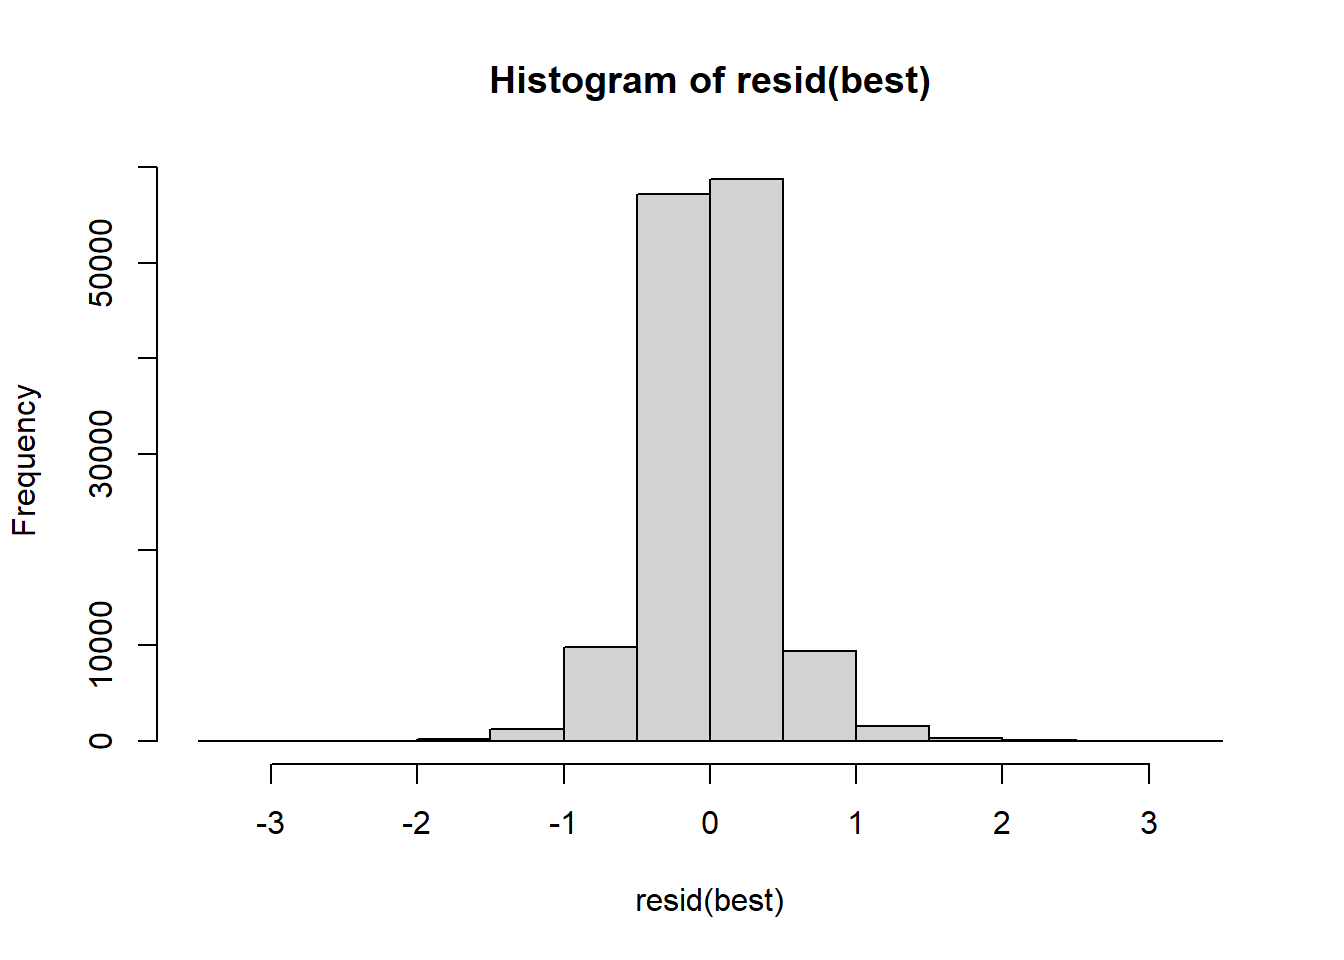 Histogram of resid(best)
Frequency
50000
30000
10000
0
-3 -2 -1 0 1 2 3
resid(best)